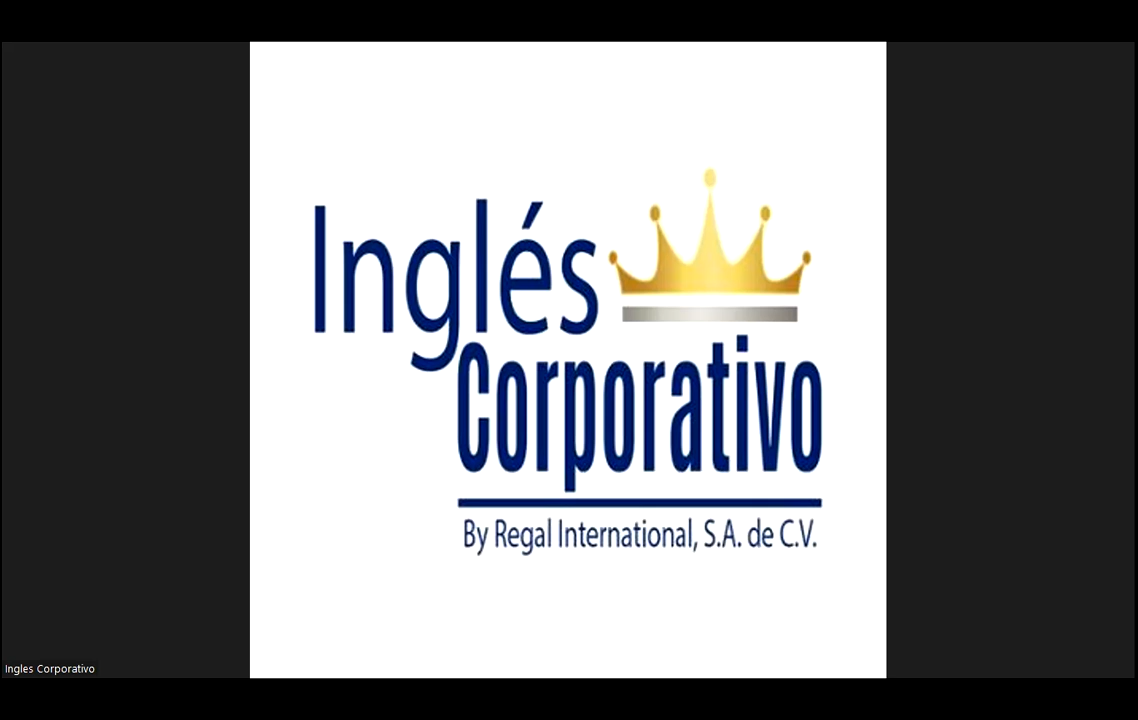 Inglés
Corporativo
By Regal International, S.A. de C.V.
Ingles Corporativo